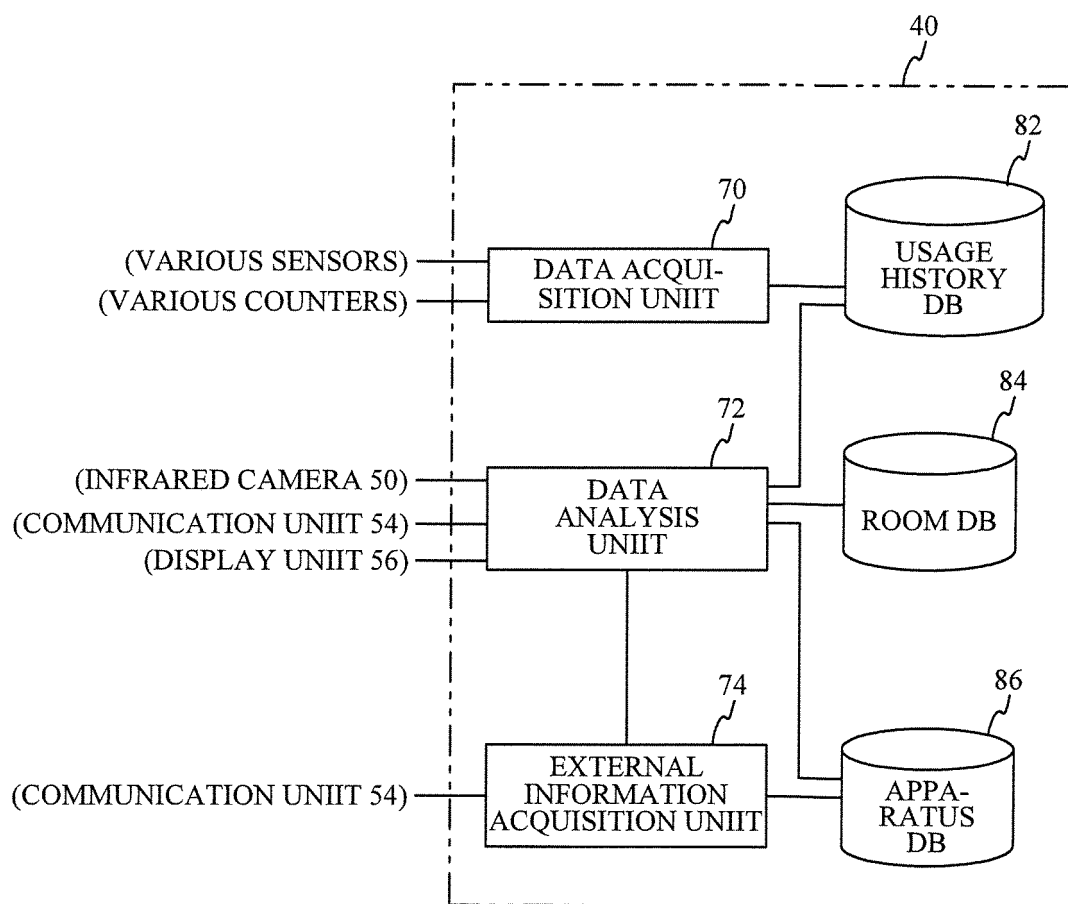 40
82
70
(VARIOUS SENSORS)
(VARIOUS COUNTERS)
DATA ACQUI-
SITION UNIIT
USAGE
HISTORY
DB
72
84
(INFRARED CAMERA 50)
(COMMUNICATION UNIIT 54)
(DISPLAY UNIIT 56)
DATA
ANALYSIS
UNIIT
ROOM DB
74
86
(COMMUNICATION UNIIT 54)
EXTERNAL
INFORMATION
ACQUISITION UNIIT
APPA-
RATUS
DB